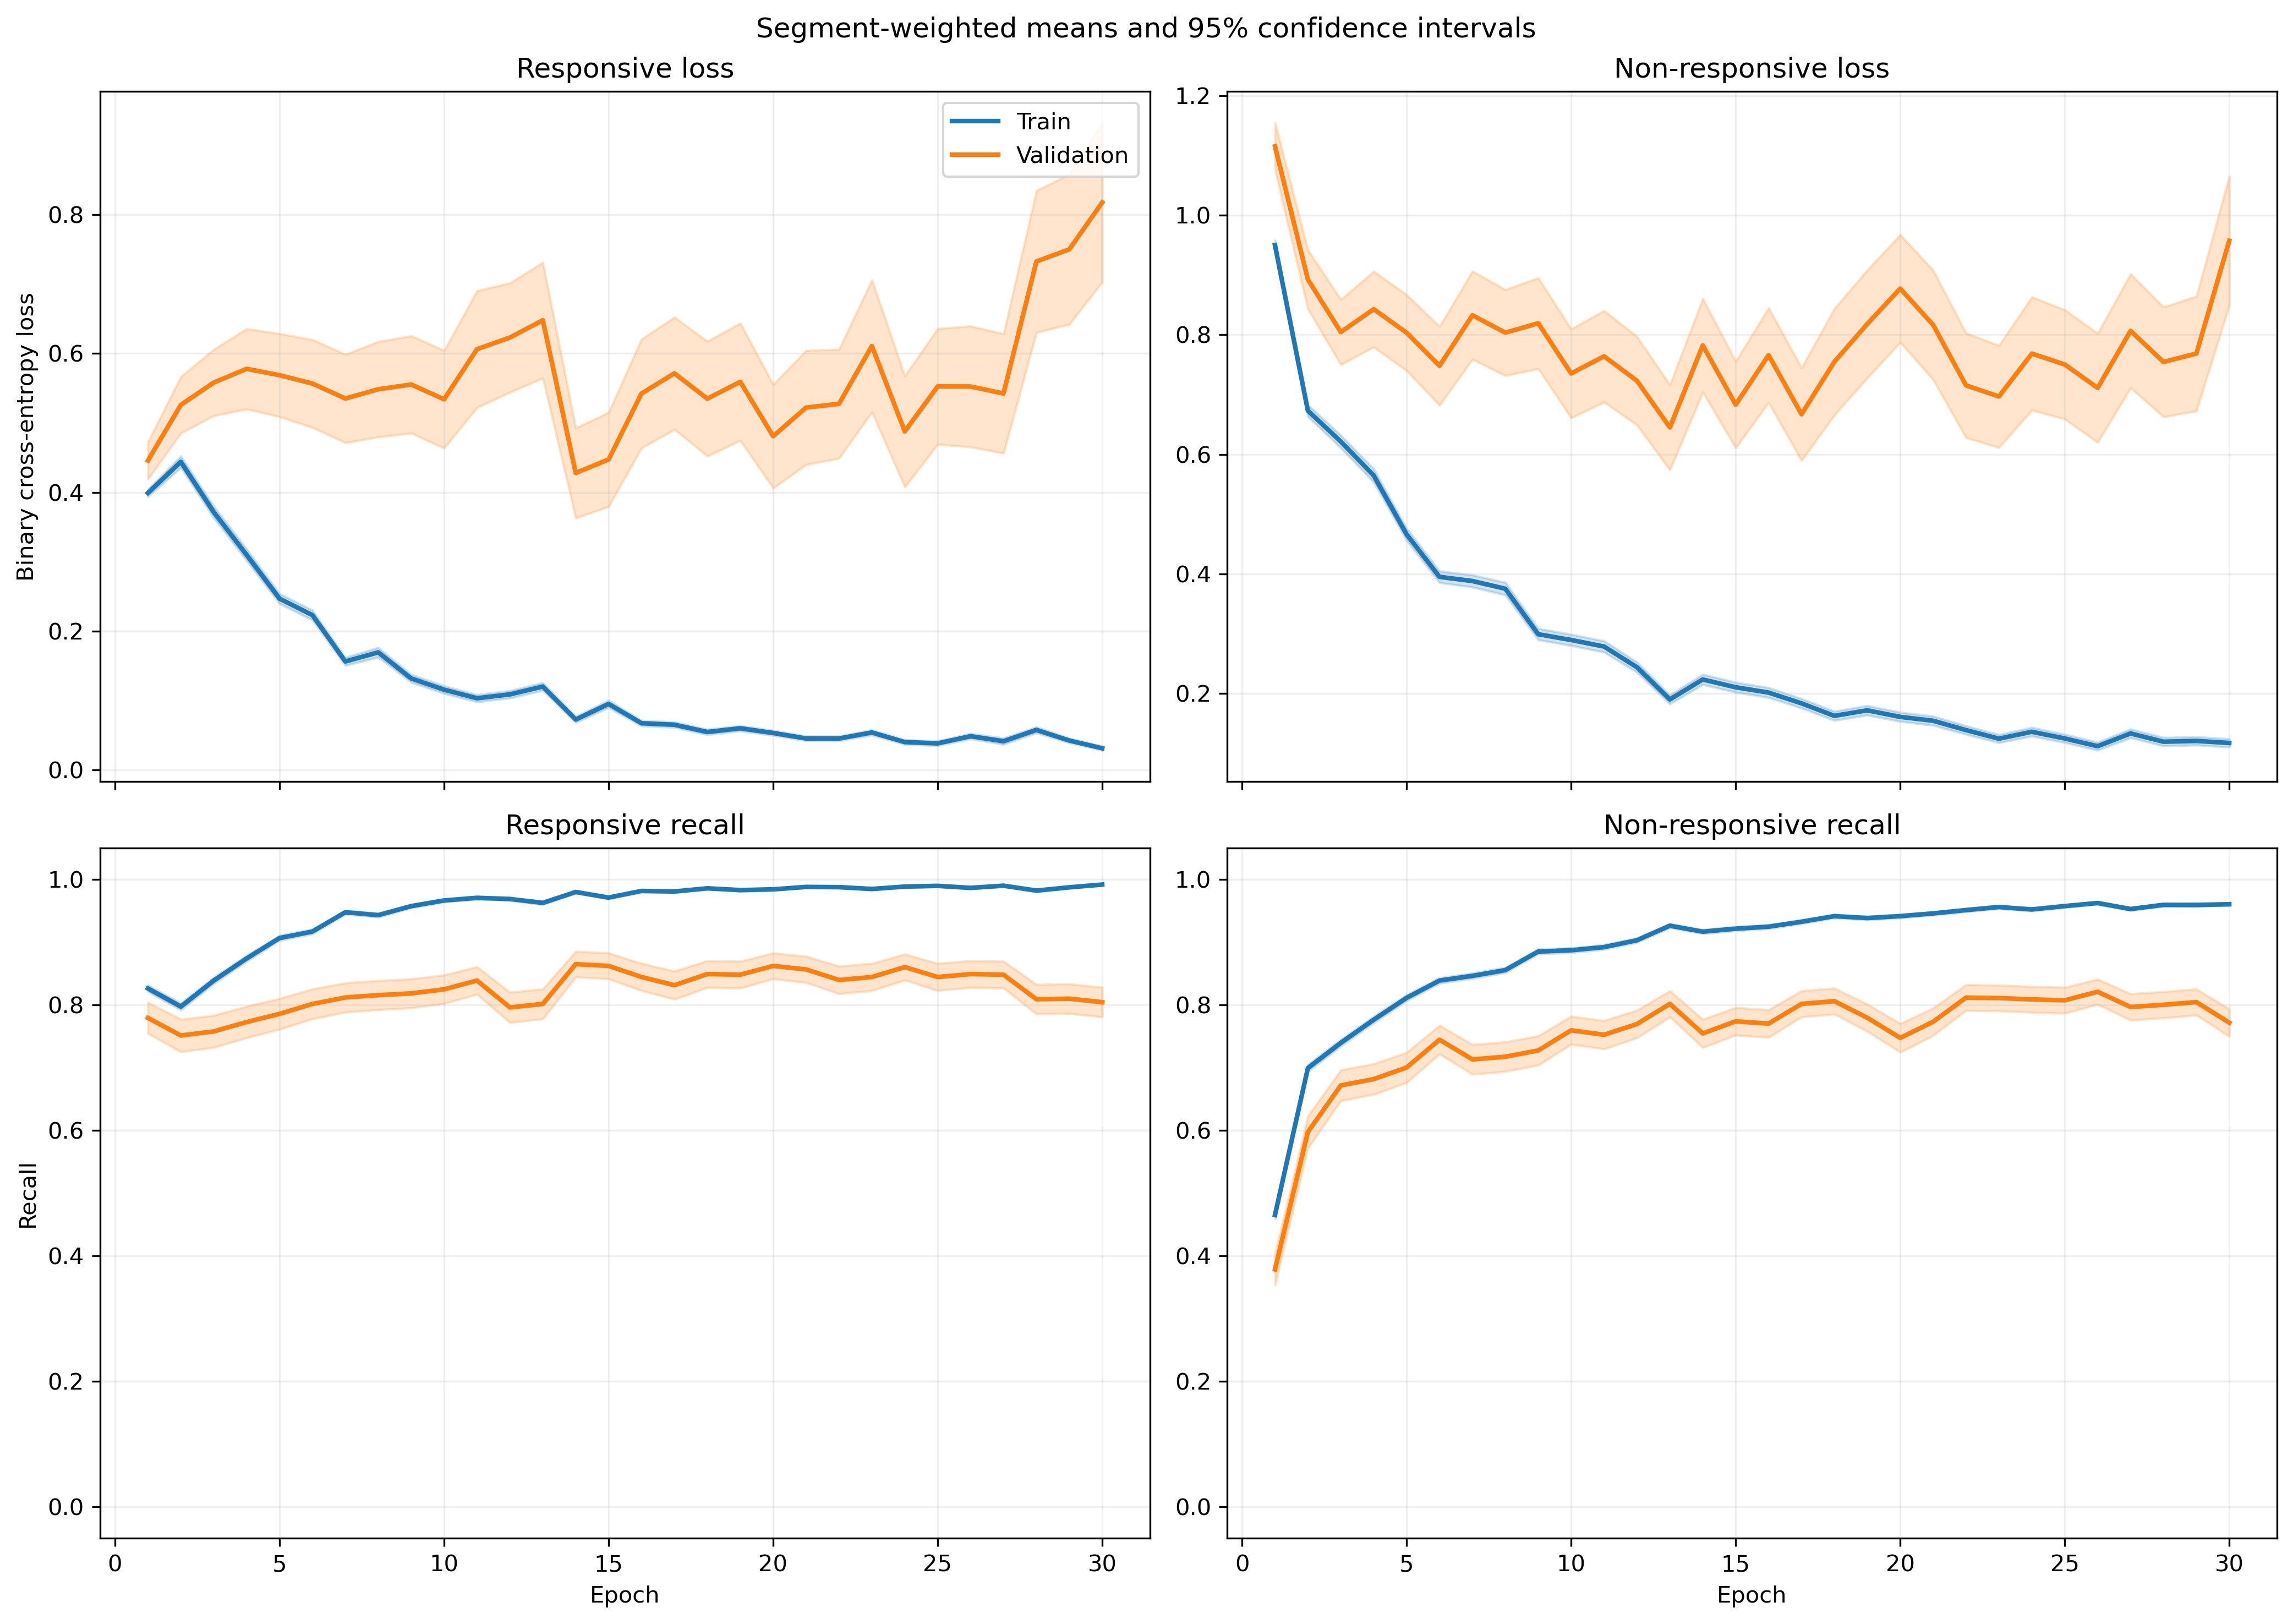 Segment-weighted means and 95% confidence intervals
Responsive loss
Non-responsive loss
Train
Validation
Binary cross-entropy loss
0.8
0.6
0.4
0.2
0.0
1.2
1.0
0.8
0.6
0.4
0.2
Responsive recall
Non-responsive recall
Recall
1.0
0.8
0.6
0.4
0.2
0.0
0 5 10 15 20 25 30
Epoch
1.0
0.8
0.6
0.4
0.2
0.0
0 5 10 15 20 25 30
Epoch